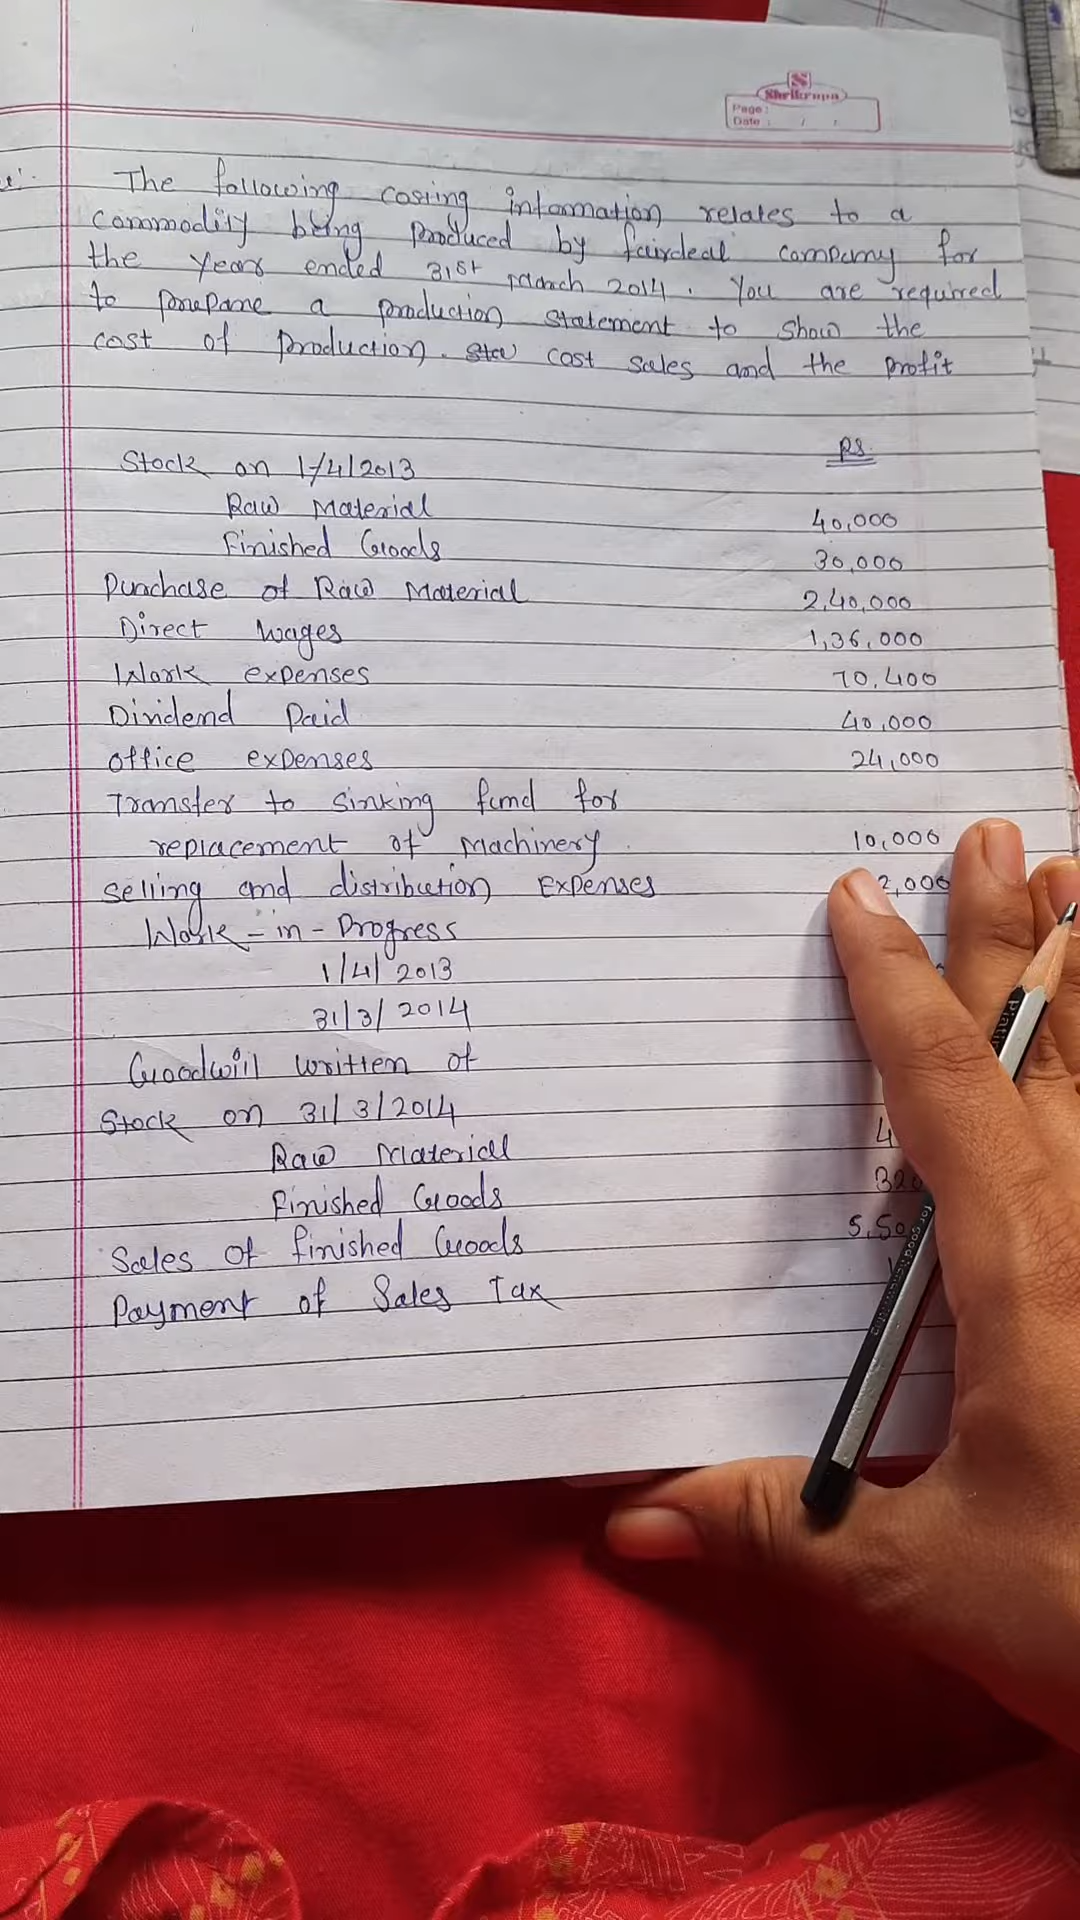 Shrikrupa
Page:
Date: / /
The following costing information relates to a
commodity being produced by fairdeal company for
the years ended 31st March 2014. You are required
to prepare a production statement to show the
cost of production. cost sales and the profit
Rs.
Stock on 1/4/2013
Raw Material 40,000
Finished Goods 30,000
Purchase of Raw Material 2,40,000
Direct wages 1,36,000
Work expenses 70,400
Dividend Paid 40,000
office expenses 24,000
Transfer to sinking fund for
replacement of Machinery 10,000
Selling and distribution Expenses 2,000
Work-in-Progress
1/4/2013
31/3/2014
Goodwill written of
Stock on 31/3/2014
Raw Material 4
Finished Goods 320
Sales of finished Goods 5,50
Payment of Sales Tax